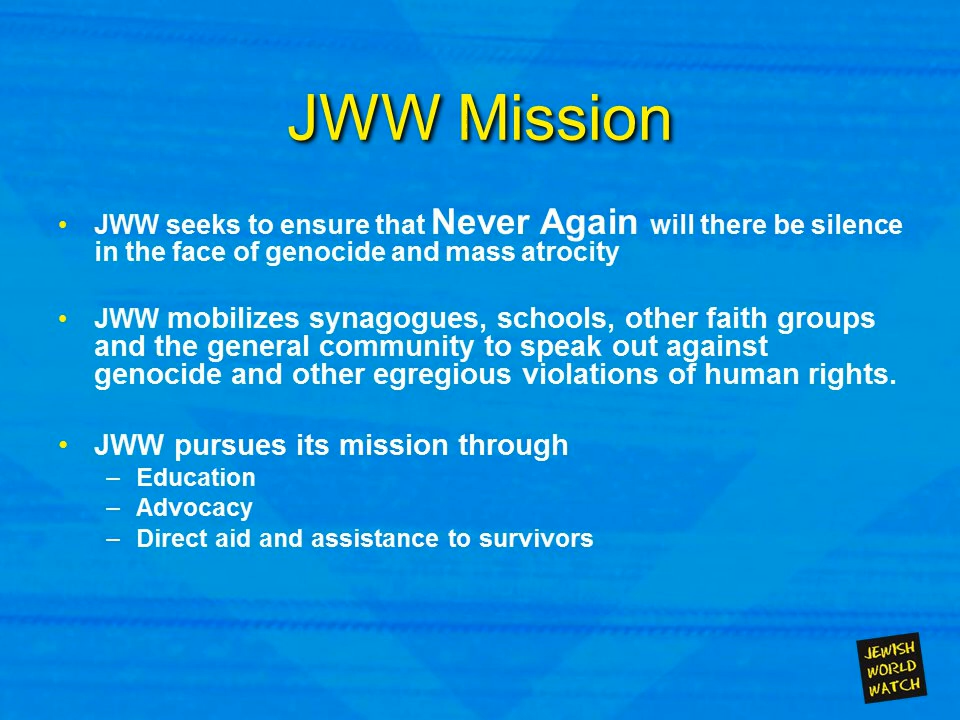 JWW Mission
• JWW seeks to ensure that Never Again will there be silence
in the face of genocide and mass atrocity
• JWW mobilizes synagogues, schools, other faith groups
and the general community to speak out against
genocide and other egregious violations of human rights.
• JWW pursues its mission through
– Education
– Advocacy
– Direct aid and assistance to survivors
JEWISH
WORLD
WATCH